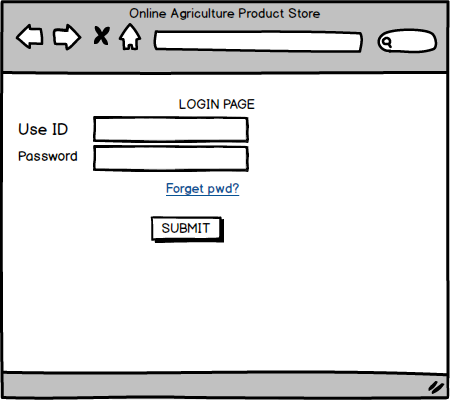 Online Agriculture Product Store
LOGIN PAGE
Use ID
Password
Forget pwd?
SUBMIT